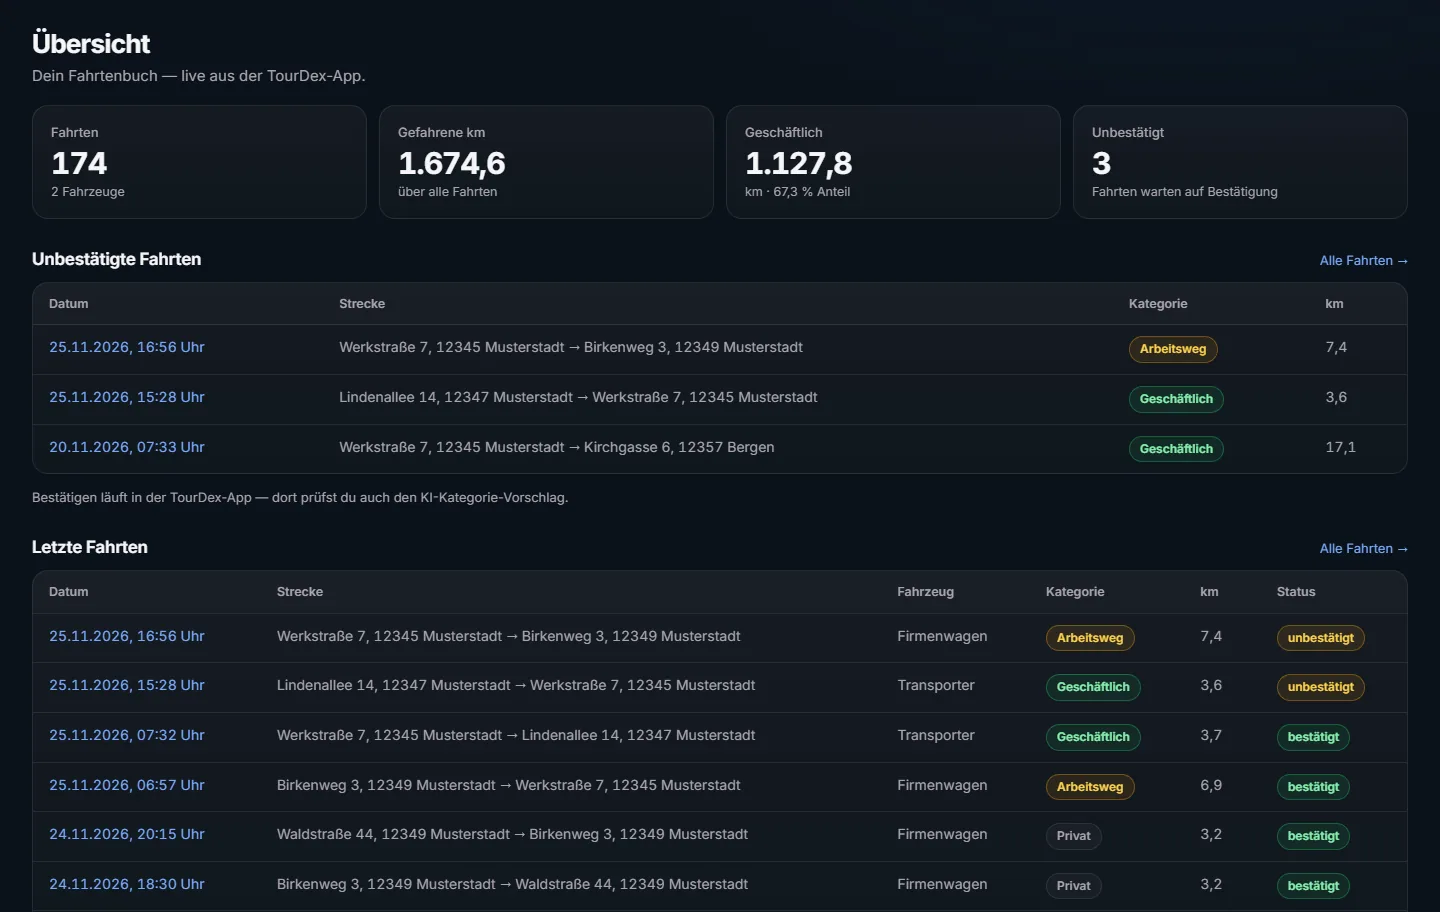 Übersicht
Dein Fahrtenbuch — live aus der TourDex-App.
Fahrten
174
2 Fahrzeuge
Gefahrene km
1.674,6
über alle Fahrten
Geschäftlich
1.127,8
km · 67,3 % Anteil
Unbestätigt
3
Fahrten warten auf Bestätigung
Unbestätigte Fahrten
Alle Fahrten →
Datum Strecke Kategorie km
25.11.2026, 16:56 Uhr Werkstraße 7, 12345 Musterstadt → Birkenweg 3, 12349 Musterstadt Arbeitsweg 7,4
25.11.2026, 15:28 Uhr Lindenallee 14, 12347 Musterstadt → Werkstraße 7, 12345 Musterstadt Geschäftlich 3,6
20.11.2026, 07:33 Uhr Werkstraße 7, 12345 Musterstadt → Kirchgasse 6, 12357 Bergen Geschäftlich 17,1
Bestätigen läuft in der TourDex-App — dort prüfst du auch den KI-Kategorie-Vorschlag.
Letzte Fahrten
Alle Fahrten →
Datum Strecke Fahrzeug Kategorie km Status
25.11.2026, 16:56 Uhr Werkstraße 7, 12345 Musterstadt → Birkenweg 3, 12349 Musterstadt Firmenwagen Arbeitsweg 7,4 unbestätigt
25.11.2026, 15:28 Uhr Lindenallee 14, 12347 Musterstadt → Werkstraße 7, 12345 Musterstadt Transporter Geschäftlich 3,6 unbestätigt
25.11.2026, 07:32 Uhr Werkstraße 7, 12345 Musterstadt → Lindenallee 14, 12347 Musterstadt Transporter Geschäftlich 3,7 bestätigt
25.11.2026, 06:57 Uhr Birkenweg 3, 12349 Musterstadt → Werkstraße 7, 12345 Musterstadt Firmenwagen Arbeitsweg 6,9 bestätigt
24.11.2026, 20:15 Uhr Waldstraße 44, 12349 Musterstadt → Birkenweg 3, 12349 Musterstadt Firmenwagen Privat 3,2 bestätigt
24.11.2026, 18:30 Uhr Birkenweg 3, 12349 Musterstadt → Waldstraße 44, 12349 Musterstadt Firmenwagen Privat 3,2 bestätigt